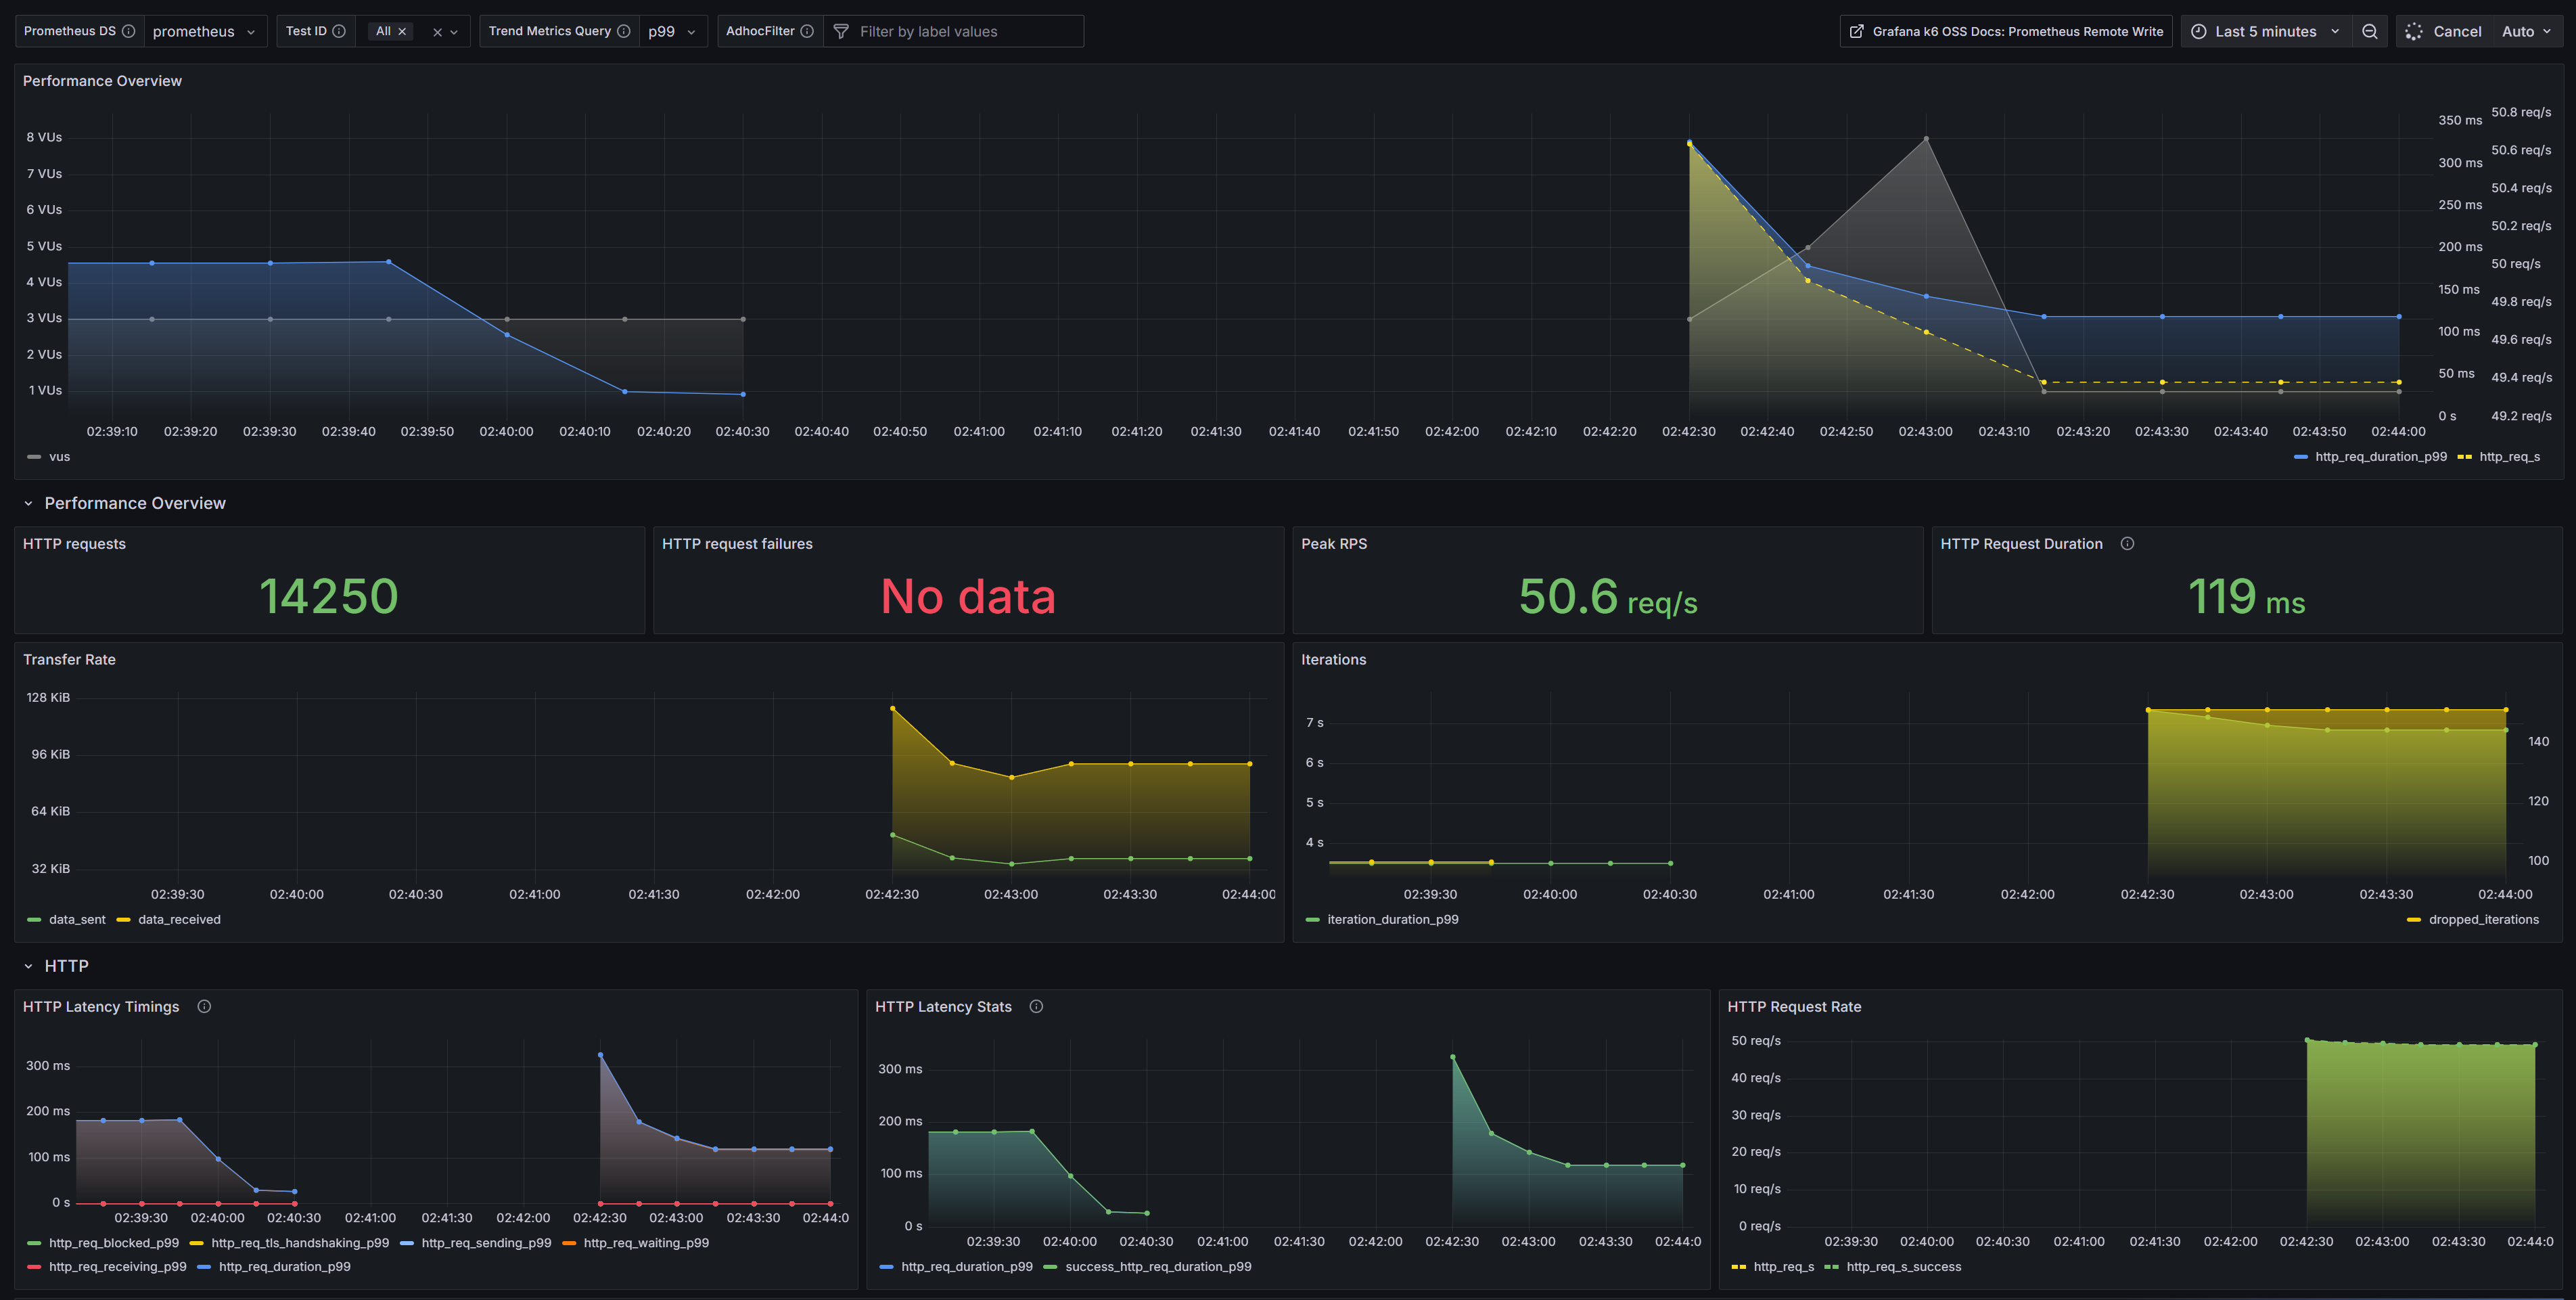 Prometheus DS prometheus Test ID All Trend Metrics Query p99 AdhocFilter Filter by label values Grafana k6 OSS Docs: Prometheus Remote Write Last 5 minutes Cancel Auto
Performance Overview
8 VUs 350 ms 50.8 req/s
7 VUs 300 ms 50.6 req/s
6 VUs 250 ms 50.4 req/s
5 VUs 200 ms 50.2 req/s
4 VUs 150 ms 50 req/s
3 VUs 100 ms 49.8 req/s
2 VUs 50 ms 49.6 req/s
1 VUs 0 s 49.4 req/s
49.2 req/s
02:39:10 02:39:20 02:39:30 02:39:40 02:39:50 02:40:00 02:40:10 02:40:20 02:40:30 02:40:40 02:40:50 02:41:00 02:41:10 02:41:20 02:41:30 02:41:40 02:41:50 02:42:00 02:42:10 02:42:20 02:42:30 02:42:40 02:42:50 02:43:00 02:43:10 02:43:20 02:43:30 02:43:40 02:43:50 02:44:00
vus http_req_duration_p99 http_req_s
Performance Overview
HTTP requests
14250
HTTP request failures
No data
Peak RPS
50.6 req/s
HTTP Request Duration
119 ms
Transfer Rate
128 KiB
96 KiB
64 KiB
32 KiB
02:39:30 02:40:00 02:40:30 02:41:00 02:41:30 02:42:00 02:42:30 02:43:00 02:43:30 02:44:00
data_sent data_received
Iterations
7 s
6 s 140
5 s 120
4 s 100
02:39:30 02:40:00 02:40:30 02:41:00 02:41:30 02:42:00 02:42:30 02:43:00 02:43:30 02:44:00
iteration_duration_p99 dropped_iterations
HTTP
HTTP Latency Timings
300 ms
200 ms
100 ms
0 s
02:39:30 02:40:00 02:40:30 02:41:00 02:41:30 02:42:00 02:42:30 02:43:00 02:43:30 02:44:0
http_req_blocked_p99 http_req_tls_handshaking_p99 http_req_sending_p99 http_req_waiting_p99
http_req_receiving_p99 http_req_duration_p99
HTTP Latency Stats
300 ms
200 ms
100 ms
0 s
02:39:30 02:40:00 02:40:30 02:41:00 02:41:30 02:42:00 02:42:30 02:43:00 02:43:30 02:44:0
http_req_duration_p99 success_http_req_duration_p99
HTTP Request Rate
50 req/s
40 req/s
30 req/s
20 req/s
10 req/s
0 req/s
02:39:30 02:40:00 02:40:30 02:41:00 02:41:30 02:42:00 02:42:30 02:43:00 02:43:30 02:44:0
http_req_s http_req_s_success